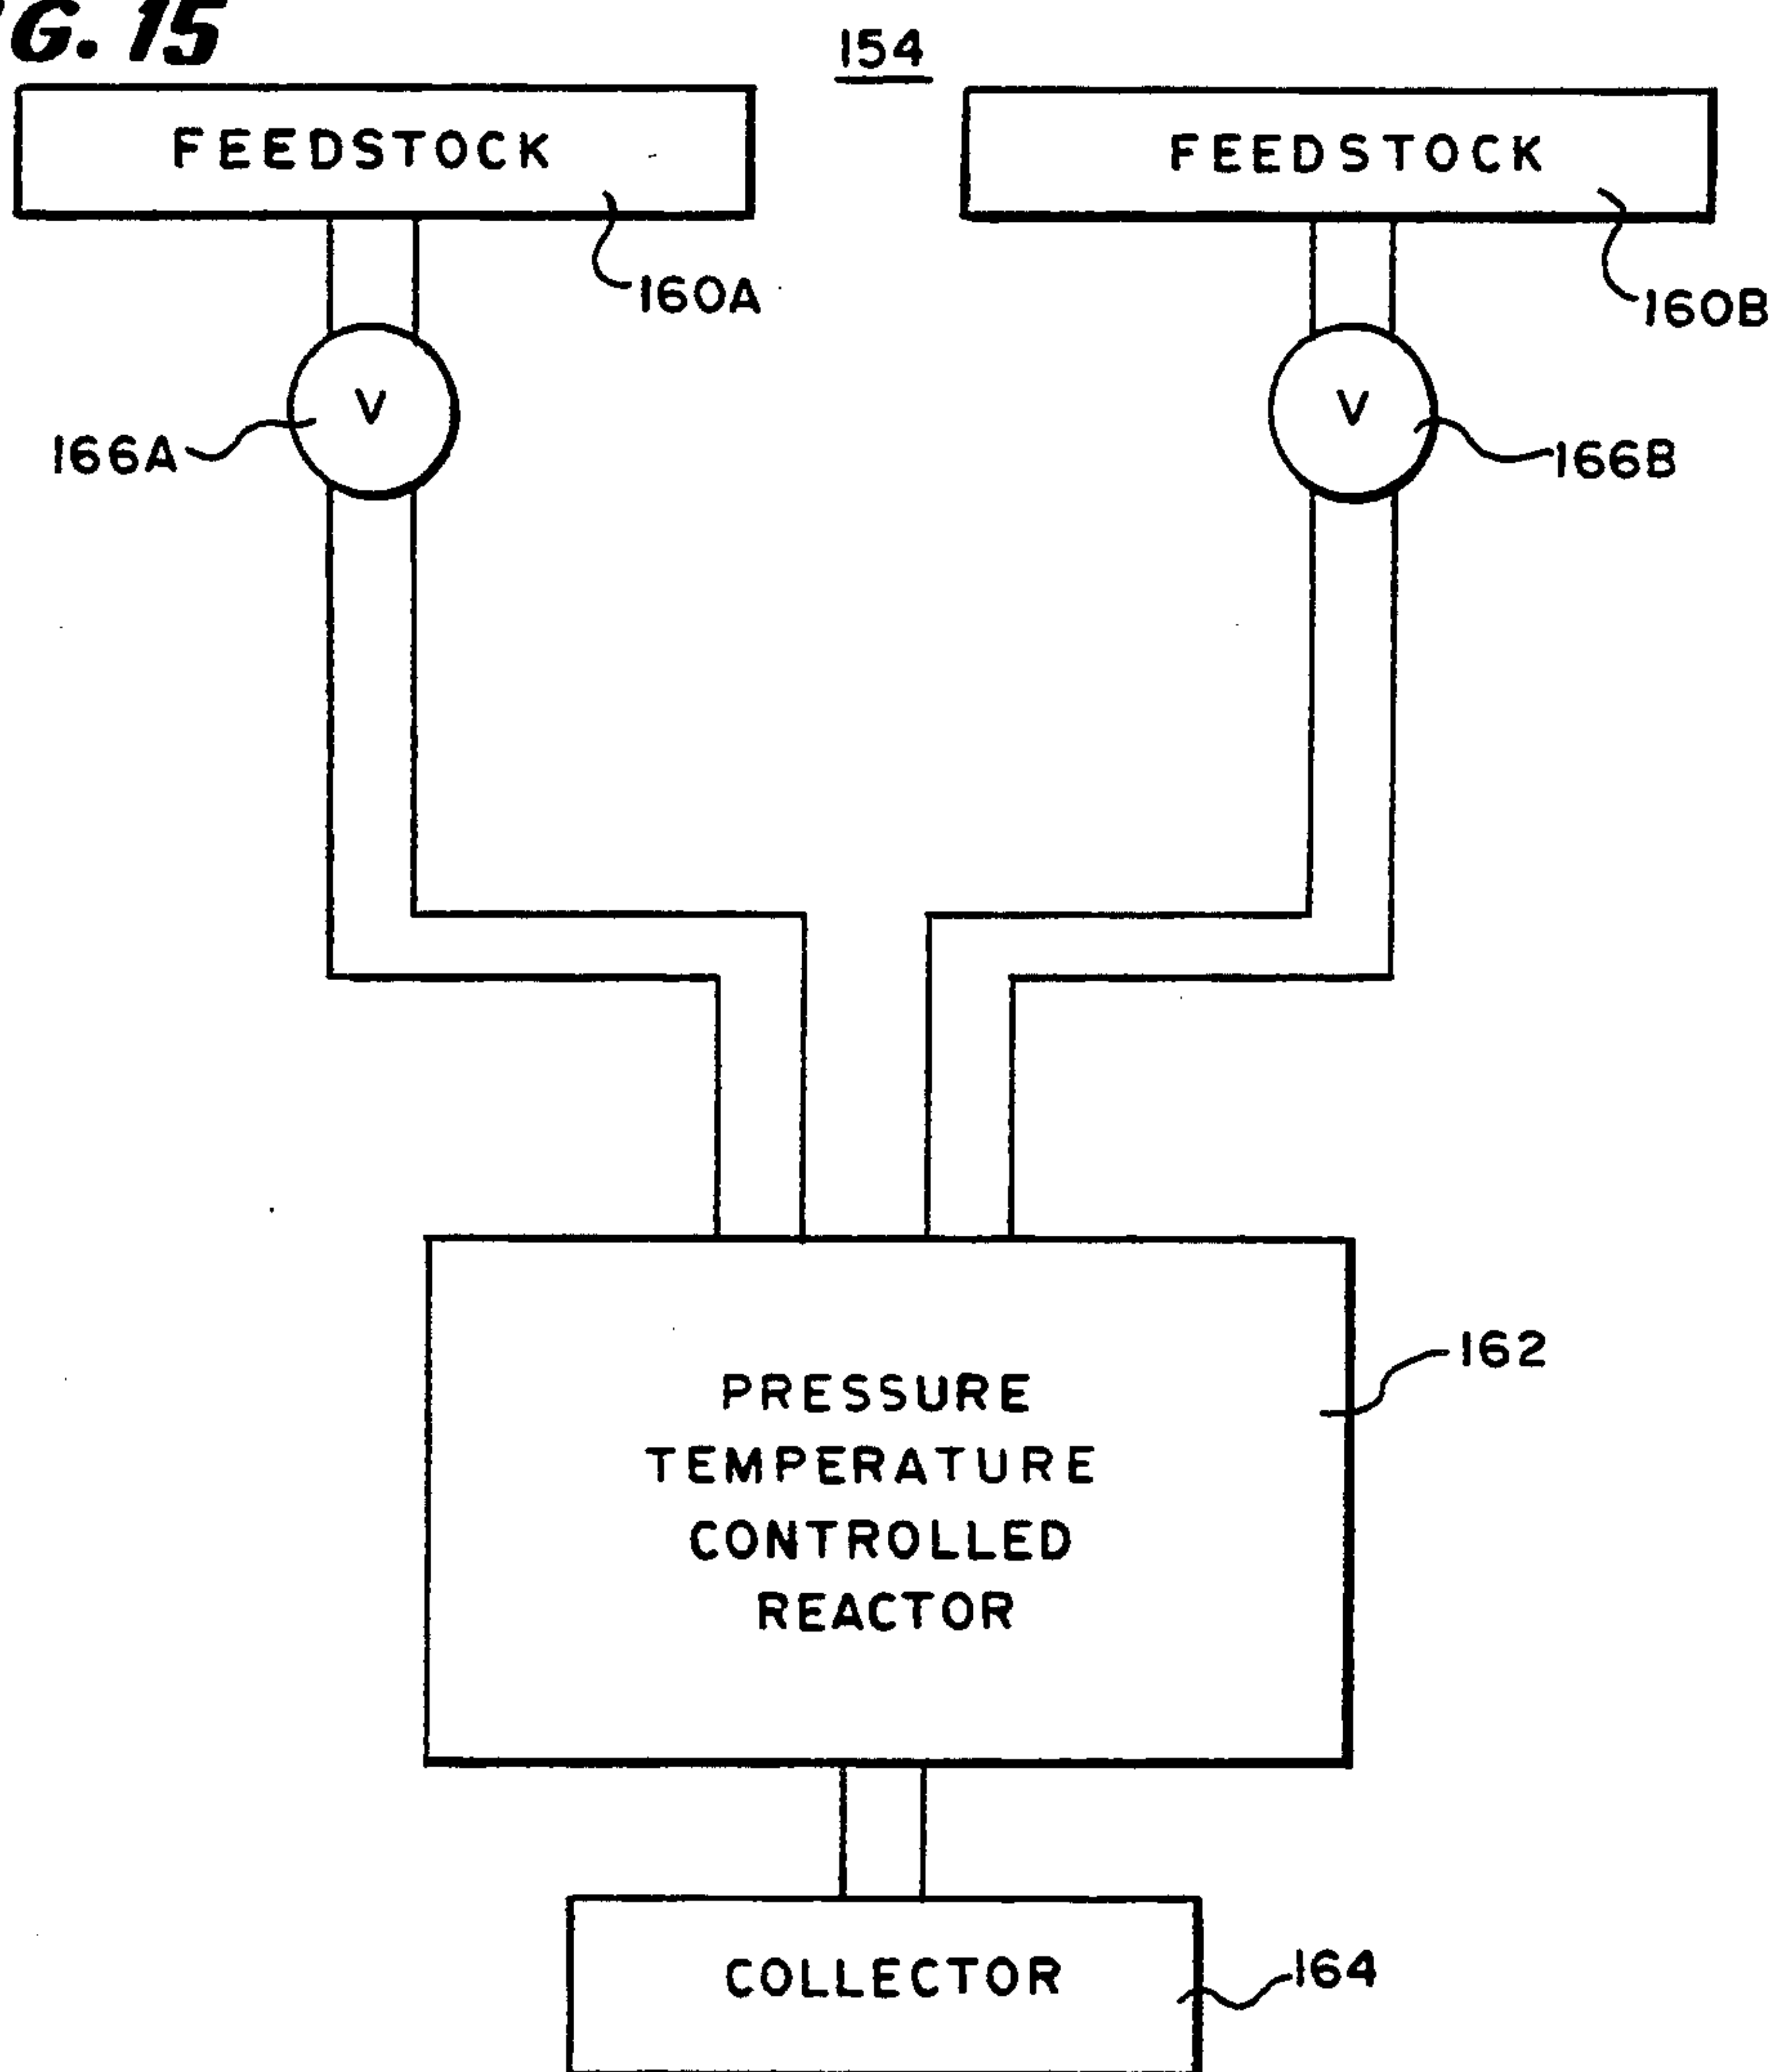 G. 15
154
FEEDSTOCK
FEEDSTOCK
160A
160B
V
V
166A
166B
162
PRESSURE
TEMPERATURE
CONTROLLED
REACTOR
COLLECTOR
164